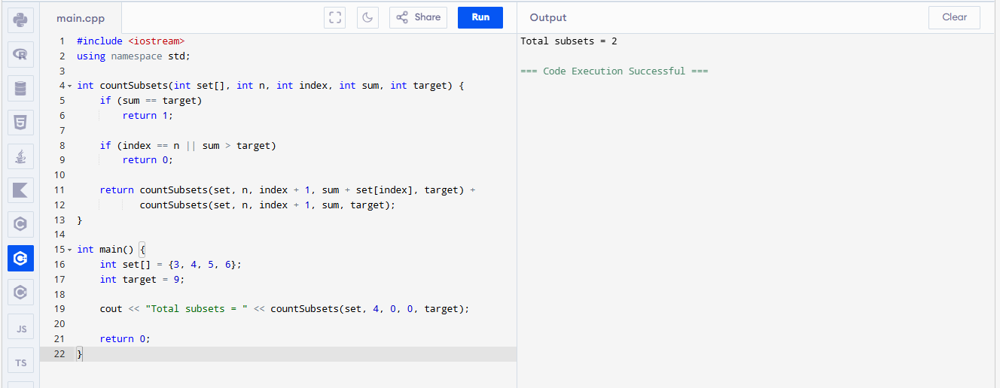 main.cpp
Share
Run
Output
Clear
1 #include <iostream>
2 using namespace std;
3
4 int countSubsets(int set[], int n, int index, int sum, int target) {
5     if (sum == target)
6         return 1;
7
8     if (index == n || sum > target)
9         return 0;
10
11     return countSubsets(set, n, index + 1, sum + set[index], target) +
12            countSubsets(set, n, index + 1, sum, target);
13 }
14
15 int main() {
16     int set[] = {3, 4, 5, 6};
17     int target = 9;
18
19     cout << "Total subsets = " << countSubsets(set, 4, 0, 0, target);
20
21     return 0;
22 }
Total subsets = 2
=== Code Execution Successful ===
R
5
C
C
C
JS
TS